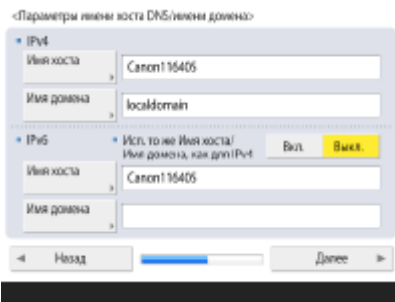 <Параметры имени хоста DNS/имени домена>
IPv4
Имя хоста
Canon116405
Имя домена
localdomain
IPv6
Исп. то же Имя хоста/
Имя домена, как для IPv4
Вкл.
Выкл.
Имя хоста
Canon116405
Имя домена
Назад
Далее